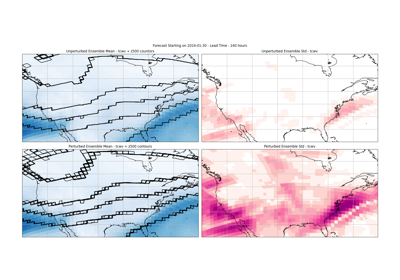 Forecast Starting on 2024-01-30 - Lead Time - 240 hours
Unperturbed Ensemble Mean - tcwv + z500 countors
Unperturbed Ensemble Std - tcwv
Perturbed Ensemble Mean - tcwv + z500 contours
Perturbed Ensemble Std - tcwv